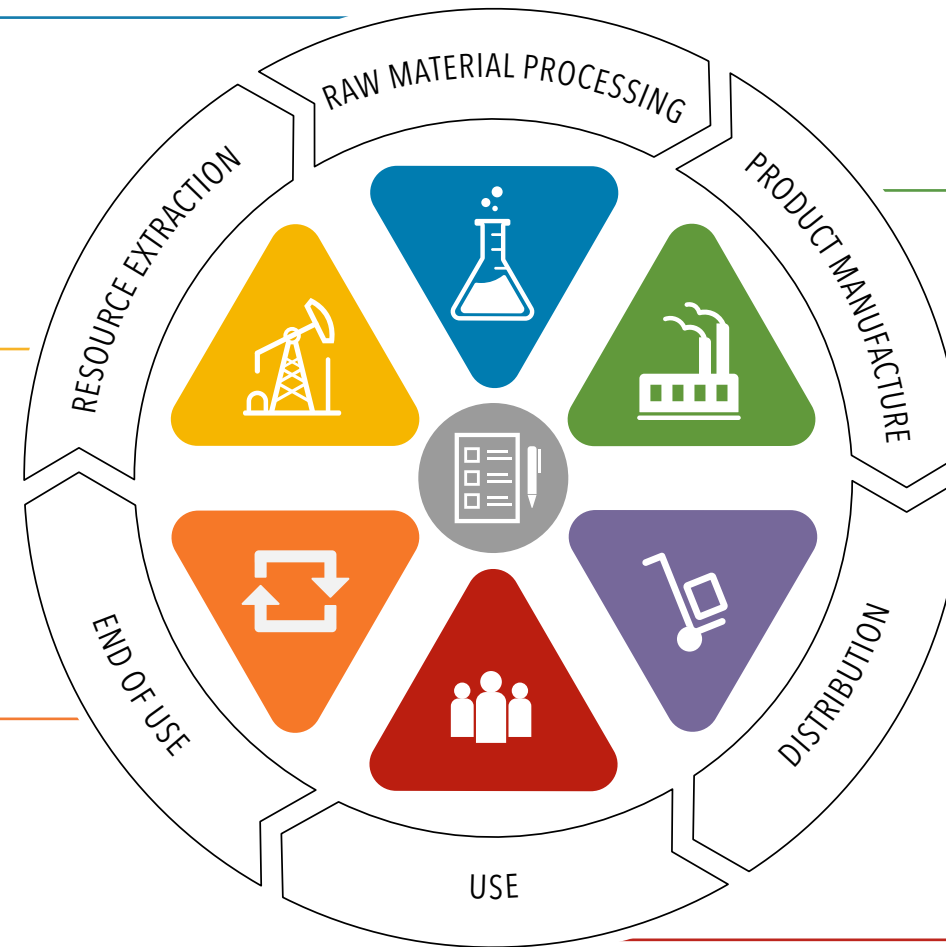 RAW MATERIAL PROCESSING
PRODUCT MANUFACTURE
DISTRIBUTION
USE
END OF USE
RESOURCE EXTRACTION